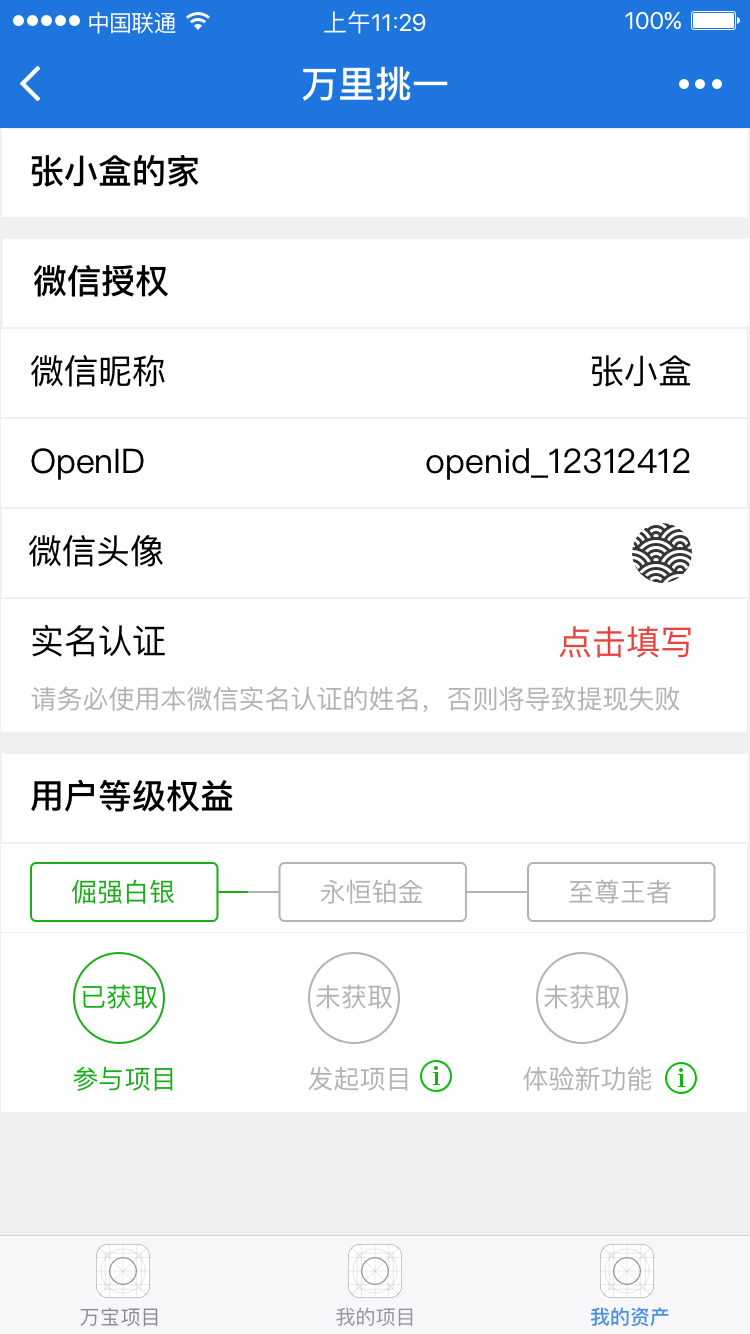 中国联通 上午11:29 100%
万里挑一
张小盒的家
微信授权
微信昵称 张小盒
OpenID openid_12312412
微信头像
实名认证 点击填写
请务必使用本微信实名认证的姓名，否则将导致提现失败
用户等级权益
倔强白银 永恒铂金 至尊王者
已获取 未获取 未获取
参与项目 发起项目 i 体验新功能 i
万宝项目 我的项目 我的资产